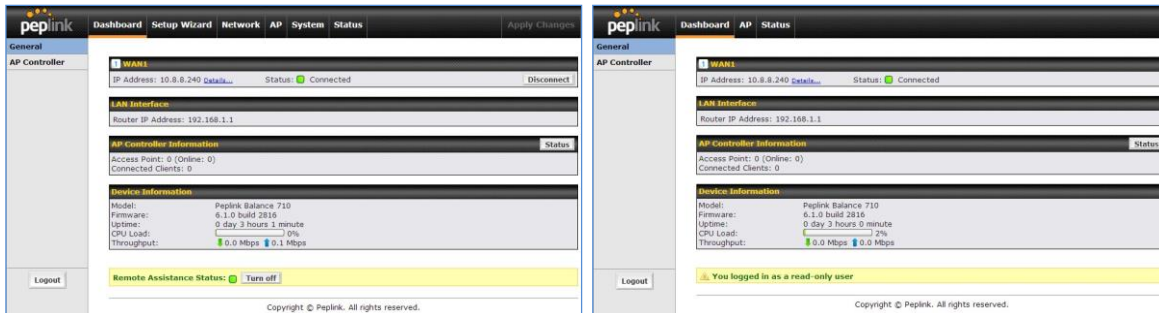 peplink
Dashboard Setup Wizard Network AP System Status Apply Changes
General
AP Controller
1 WAN1
IP Address: 10.8.8.240 Details... Status: Connected Disconnect
LAN Interface
Router IP Address: 192.168.1.1
AP Controller Information Status
Access Point: 0 (Online: 0)
Connected Clients: 0
Device Information
Model: Peplink Balance 710
Firmware: 6.1.0 build 2816
Uptime: 0 day 3 hours 1 minute
CPU Load: 0%
Throughput: 0.0 Mbps 0.1 Mbps
Remote Assistance Status: Turn off
Logout
Copyright © Peplink. All rights reserved.
peplink
Dashboard AP Status
General
AP Controller
1 WAN1
IP Address: 10.8.8.240 Details... Status: Connected
LAN Interface
Router IP Address: 192.168.1.1
AP Controller Information Status
Access Point: 0 (Online: 0)
Connected Clients: 0
Device Information
Model: Peplink Balance 710
Firmware: 6.1.0 build 2816
Uptime: 0 day 3 hours 0 minute
CPU Load: 2%
Throughput: 0.0 Mbps 0.0 Mbps
You logged in as a read-only user
Logout
Copyright © Peplink. All rights reserved.